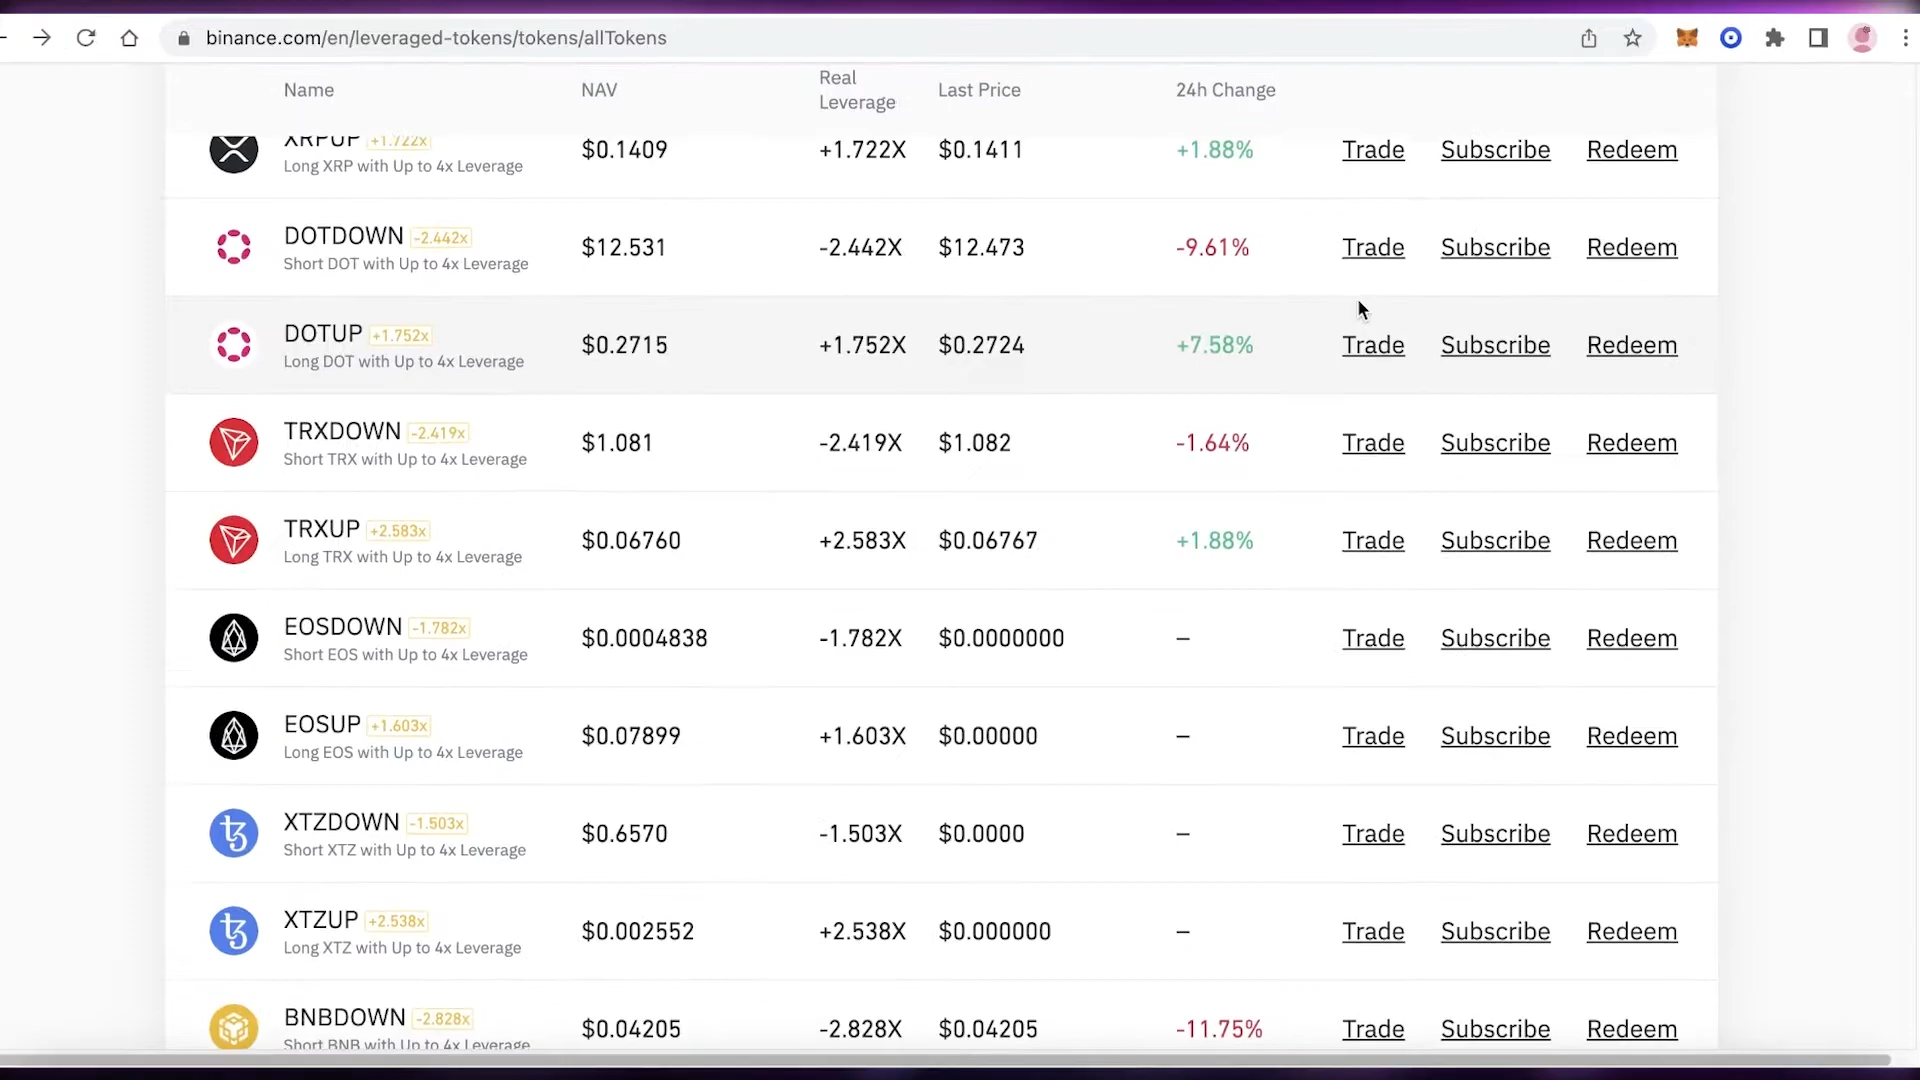 binance.com/en/leveraged-tokens/tokens/allTokens
Name NAV Real Leverage Last Price 24h Change
XRPUP +1.722x $0.1409 +1.722X $0.1411 +1.88% Trade Subscribe Redeem
Long XRP with Up to 4x Leverage
DOTDOWN -2.442x $12.531 -2.442X $12.473 -9.61% Trade Subscribe Redeem
Short DOT with Up to 4x Leverage
DOTUP +1.752x $0.2715 +1.752X $0.2724 +7.58% Trade Subscribe Redeem
Long DOT with Up to 4x Leverage
TRXDOWN -2.419x $1.081 -2.419X $1.082 -1.64% Trade Subscribe Redeem
Short TRX with Up to 4x Leverage
TRXUP +2.583x $0.06760 +2.583X $0.06767 +1.88% Trade Subscribe Redeem
Long TRX with Up to 4x Leverage
EOSDOWN -1.782x $0.0004838 -1.782X $0.0000000 – Trade Subscribe Redeem
Short EOS with Up to 4x Leverage
EOSUP +1.603x $0.07899 +1.603X $0.00000 – Trade Subscribe Redeem
Long EOS with Up to 4x Leverage
XTZDOWN -1.503x $0.6570 -1.503X $0.0000 – Trade Subscribe Redeem
Short XTZ with Up to 4x Leverage
XTZUP +2.538x $0.002552 +2.538X $0.000000 – Trade Subscribe Redeem
Long XTZ with Up to 4x Leverage
BNBDOWN -2.828x $0.04205 -2.828X $0.04205 -11.75% Trade Subscribe Redeem
Short BNB with Up to 4x Leverage